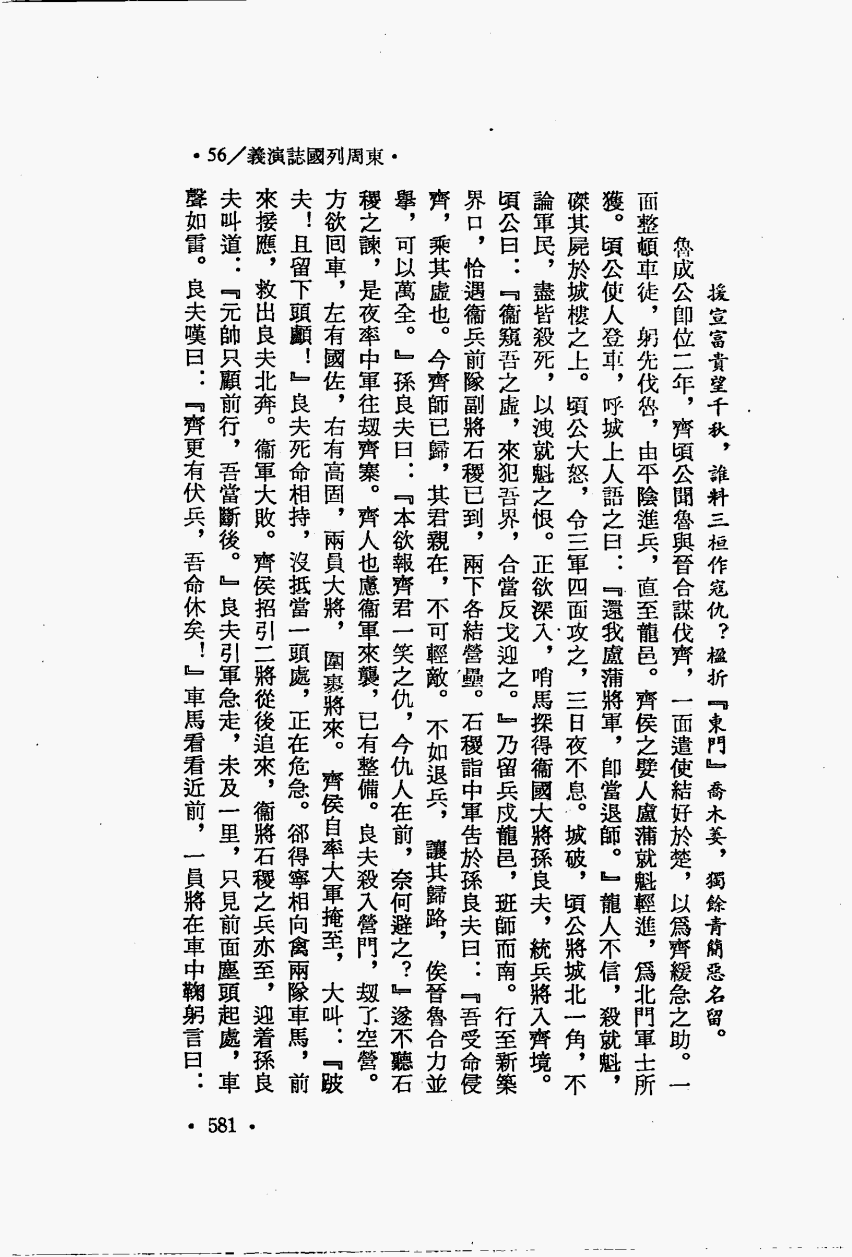 ·東周列國誌演義/56·
援宣富貴望千秋，誰料三桓作寇仇？楹折『東門』喬木萎，獨餘青簡惡名留。
魯成公卽位二年，齊頃公聞魯與晉合謀伐齊，一面遣使結好於楚，以爲齊緩急之助。一
面整頓車徒，躬先伐魯，由平陰進兵，直至龍邑。齊侯之嬖人盧蒲就魁輕進，爲北門軍士所
獲。頃公使人登車，呼城上人語之曰：『還我盧蒲將軍，卽當退師。』龍人不信，殺就魁，
磔其屍於城樓之上。頃公大怒，令三軍四面攻之，三日夜不息。城破，頃公將城北一角，不
論軍民，盡皆殺死，以洩就魁之恨。正欲深入，哨馬探得衞國大將孫良夫，統兵將入齊境。
頃公曰：『衞窺吾之虛，來犯吾界，合當反戈迎之。』乃留兵戍龍邑，班師而南。行至新築
界口，恰遇衞兵前隊副將石稷已到，兩下各結營壘。石稷詣中軍告於孫良夫曰：『吾受命侵
齊，乘其虛也。今齊師已歸，其君親在，不可輕敵。不如退兵，讓其歸路，俟晉魯合力並
舉，可以萬全。』孫良夫曰：『本欲報齊君一笑之仇，今仇人在前，奈何避之？』遂不聽石
稷之諫，是夜率中軍往刼齊寨。齊人也慮衞軍來襲，已有整備。良夫殺入營門，刼了空營。
方欲囘車，左有國佐，右有高固，兩員大將，圍裹將來。齊侯自率大軍掩至，大叫：『跛
夫！且留下頭顱！』良夫死命相持，沒抵當一頭處，正在危急。郤得寧相向禽兩隊車馬，前
來接應，救出良夫北奔。衞軍大敗。齊侯招引二將從後追來，衞將石稷之兵亦至，迎着孫良
夫叫道：『元帥只顧前行，吾當斷後。』良夫引軍急走，未及一里，只見前面塵頭起處，車
聲如雷。良夫嘆曰：『齊更有伏兵，吾命休矣！』車馬看看近前，一員將在車中鞠躬言曰：
·581·